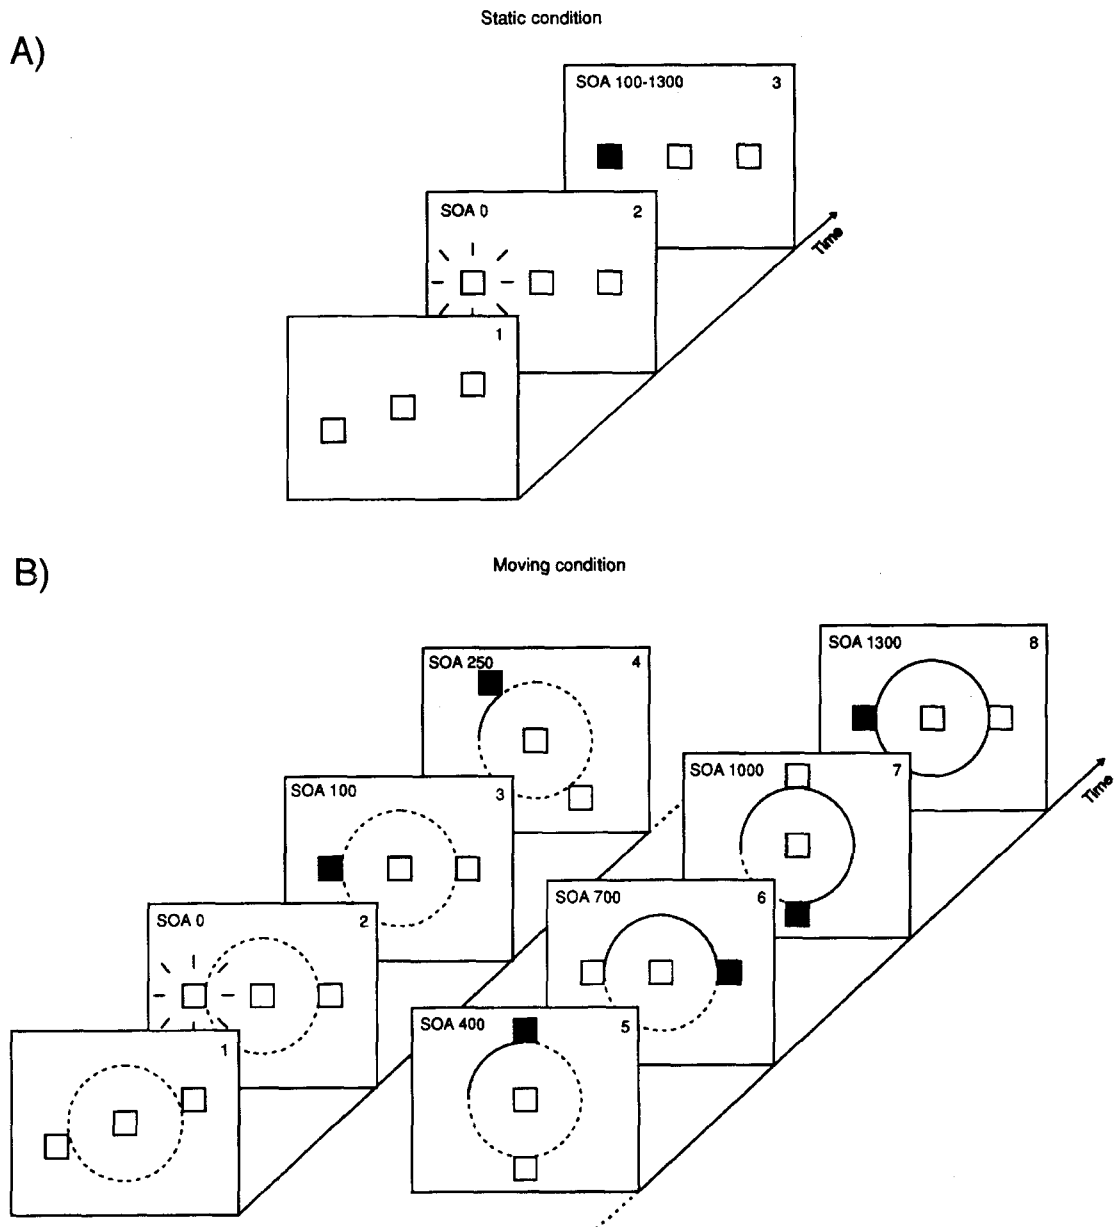 Static condition
A)
SOA 100-1300 3
SOA 0 2
Time
1
Moving condition
B)
SOA 1300 8
SOA 250 4
SOA 1000 7
SOA 100 3
Time
SOA 700 6
SOA 0 2
SOA 400 5
1